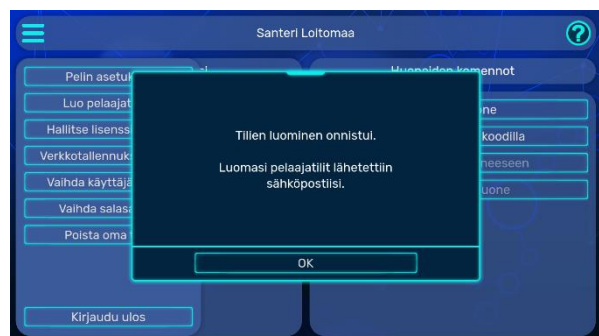 Santeri Loitomaa
?
Huoneiden komennot
Pelin asetuk
Luo pelaajat
Hallitse lisenss
Verkkotallennuk
Vaihda käyttäjä
Vaihda salasa
Poista oma
Kirjaudu ulos
Tilien luominen onnistui.
Luomasi pelaajatilit lähetettiin
sähköpostiisi.
OK
one
koodilla
neeseen
uone